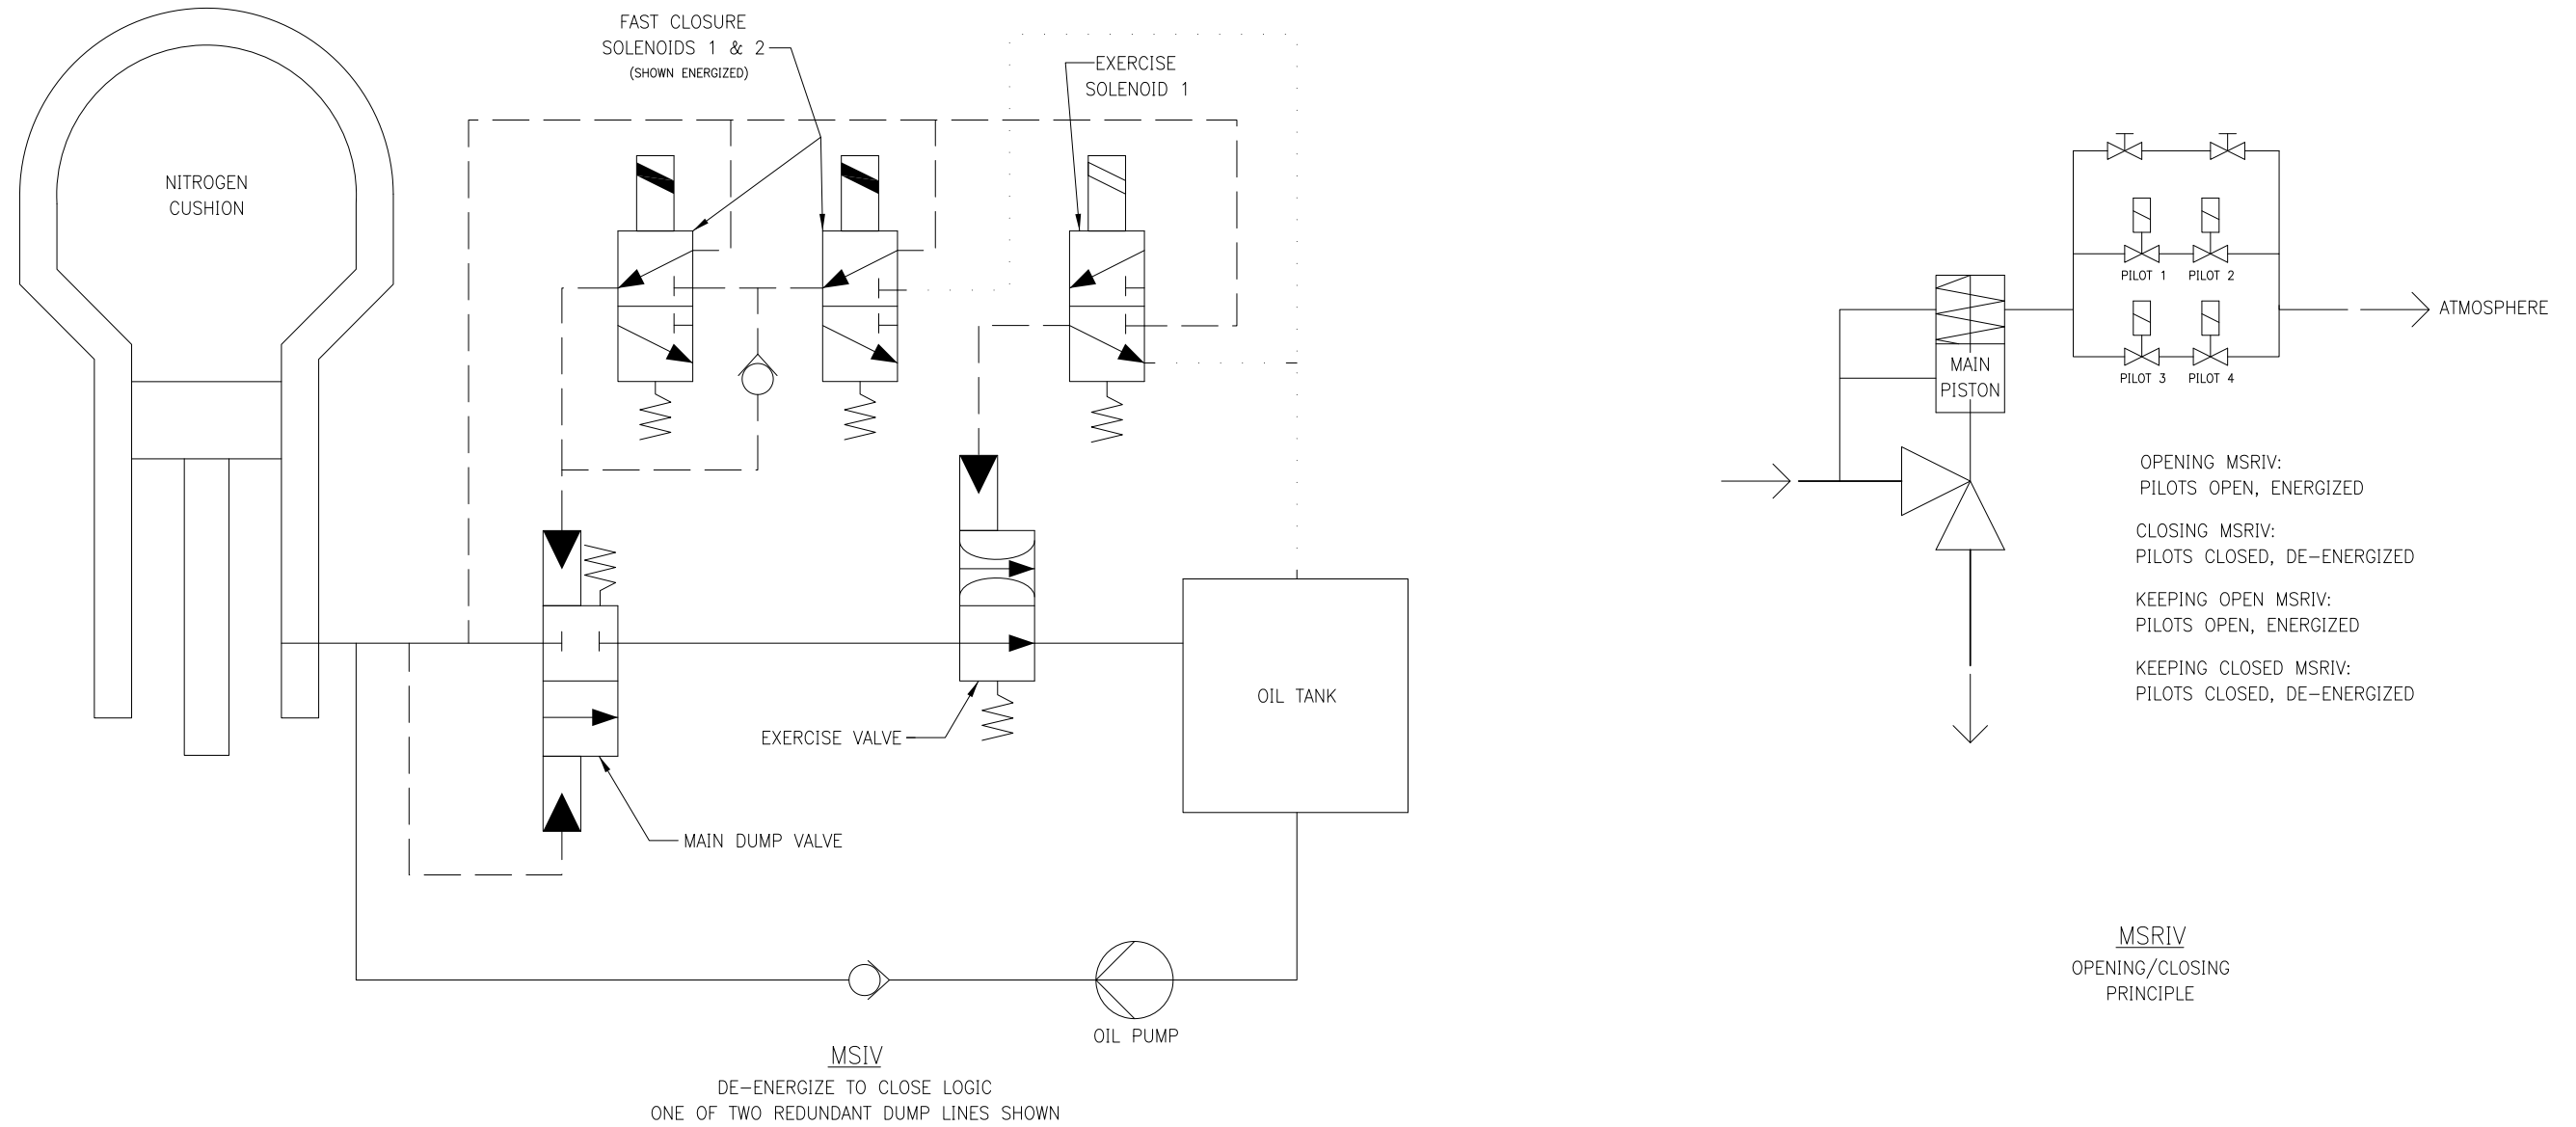 FAST CLOSURE
SOLENOIDS 1 & 2
(SHOWN ENERGIZED)
EXERCISE
SOLENOID 1
NITROGEN
CUSHION
EXERCISE VALVE
MAIN DUMP VALVE
OIL TANK
OIL PUMP
MSIV
DE-ENERGIZE TO CLOSE LOGIC
ONE OF TWO REDUNDANT DUMP LINES SHOWN
PILOT 1
PILOT 2
PILOT 3
PILOT 4
ATMOSPHERE
MAIN
PISTON
OPENING MSRIV:
PILOTS OPEN, ENERGIZED
CLOSING MSRIV:
PILOTS CLOSED, DE-ENERGIZED
KEEPING OPEN MSRIV:
PILOTS OPEN, ENERGIZED
KEEPING CLOSED MSRIV:
PILOTS CLOSED, DE-ENERGIZED
MSRIV
OPENING/CLOSING
PRINCIPLE